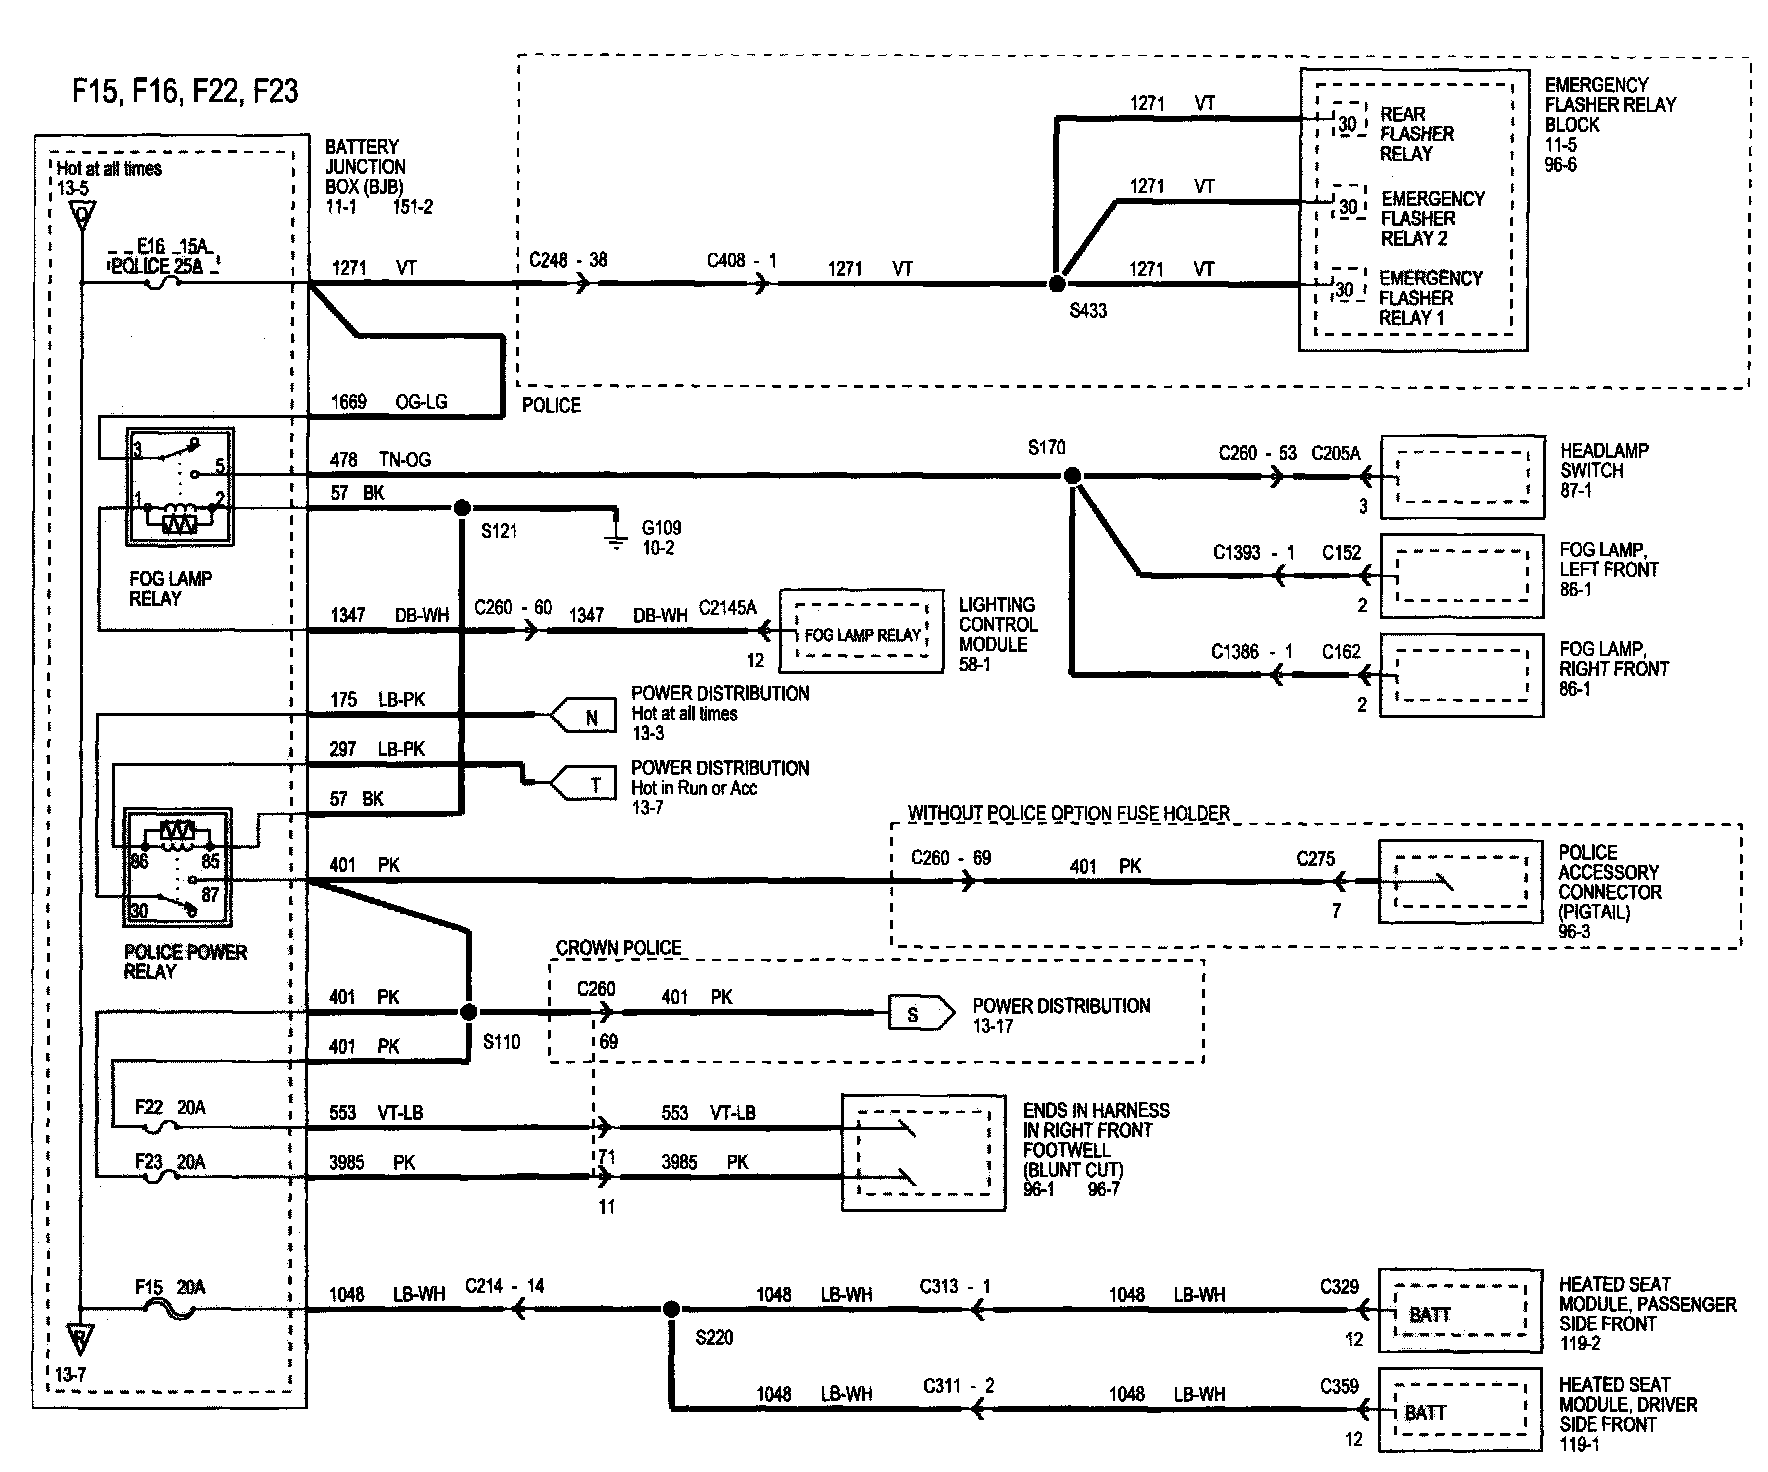 F15, F16, F22, F23
Hot at all times
13-5
BATTERY
JUNCTION
BOX (BJB)
11-1 151-2
F16 15A
POLICE 25A
1271 VT
C248 - 38
C408 - 1
1271 VT
S433
1271 VT
1271 VT
1271 VT
30
REAR
FLASHER
RELAY
30
EMERGENCY
FLASHER
RELAY 2
30
EMERGENCY
FLASHER
RELAY 1
EMERGENCY
FLASHER RELAY
BLOCK
11-5
96-6
POLICE
1669 OG-LG
3
5
1
2
FOG LAMP
RELAY
478 TN-OG
57 BK
S121
G109
10-2
S170
C260 - 53 C205A
3
HEADLAMP
SWITCH
87-1
C1393 - 1 C152
2
FOG LAMP,
LEFT FRONT
86-1
C1386 - 1 C162
2
FOG LAMP,
RIGHT FRONT
86-1
1347 DB-WH
C260 - 60
1347 DB-WH
C2145A
12
FOG LAMP RELAY
LIGHTING
CONTROL
MODULE
58-1
175 LB-PK
N
POWER DISTRIBUTION
Hot at all times
13-3
297 LB-PK
T
POWER DISTRIBUTION
Hot in Run or Acc
13-7
57 BK
86
85
87
30
POLICE POWER
RELAY
401 PK
WITHOUT POLICE OPTION FUSE HOLDER
C260 - 69
401 PK
C275
7
POLICE
ACCESSORY
CONNECTOR
(PIGTAIL)
96-3
CROWN POLICE
401 PK
S110
C260
69
401 PK
S
POWER DISTRIBUTION
13-17
401 PK
F22 20A
553 VT-LB
71
553 VT-LB
F23 20A
3985 PK
11
3985 PK
ENDS IN HARNESS
IN RIGHT FRONT
FOOTWELL
(BLUNT CUT)
96-1 96-7
F15 20A
R
13-7
1048 LB-WH
C214 - 14
S220
1048 LB-WH
C313 - 1
1048 LB-WH
C329
12
BATT
HEATED SEAT
MODULE, PASSENGER
SIDE FRONT
119-2
1048 LB-WH
C311 - 2
1048 LB-WH
C359
12
BATT
HEATED SEAT
MODULE, DRIVER
SIDE FRONT
119-1